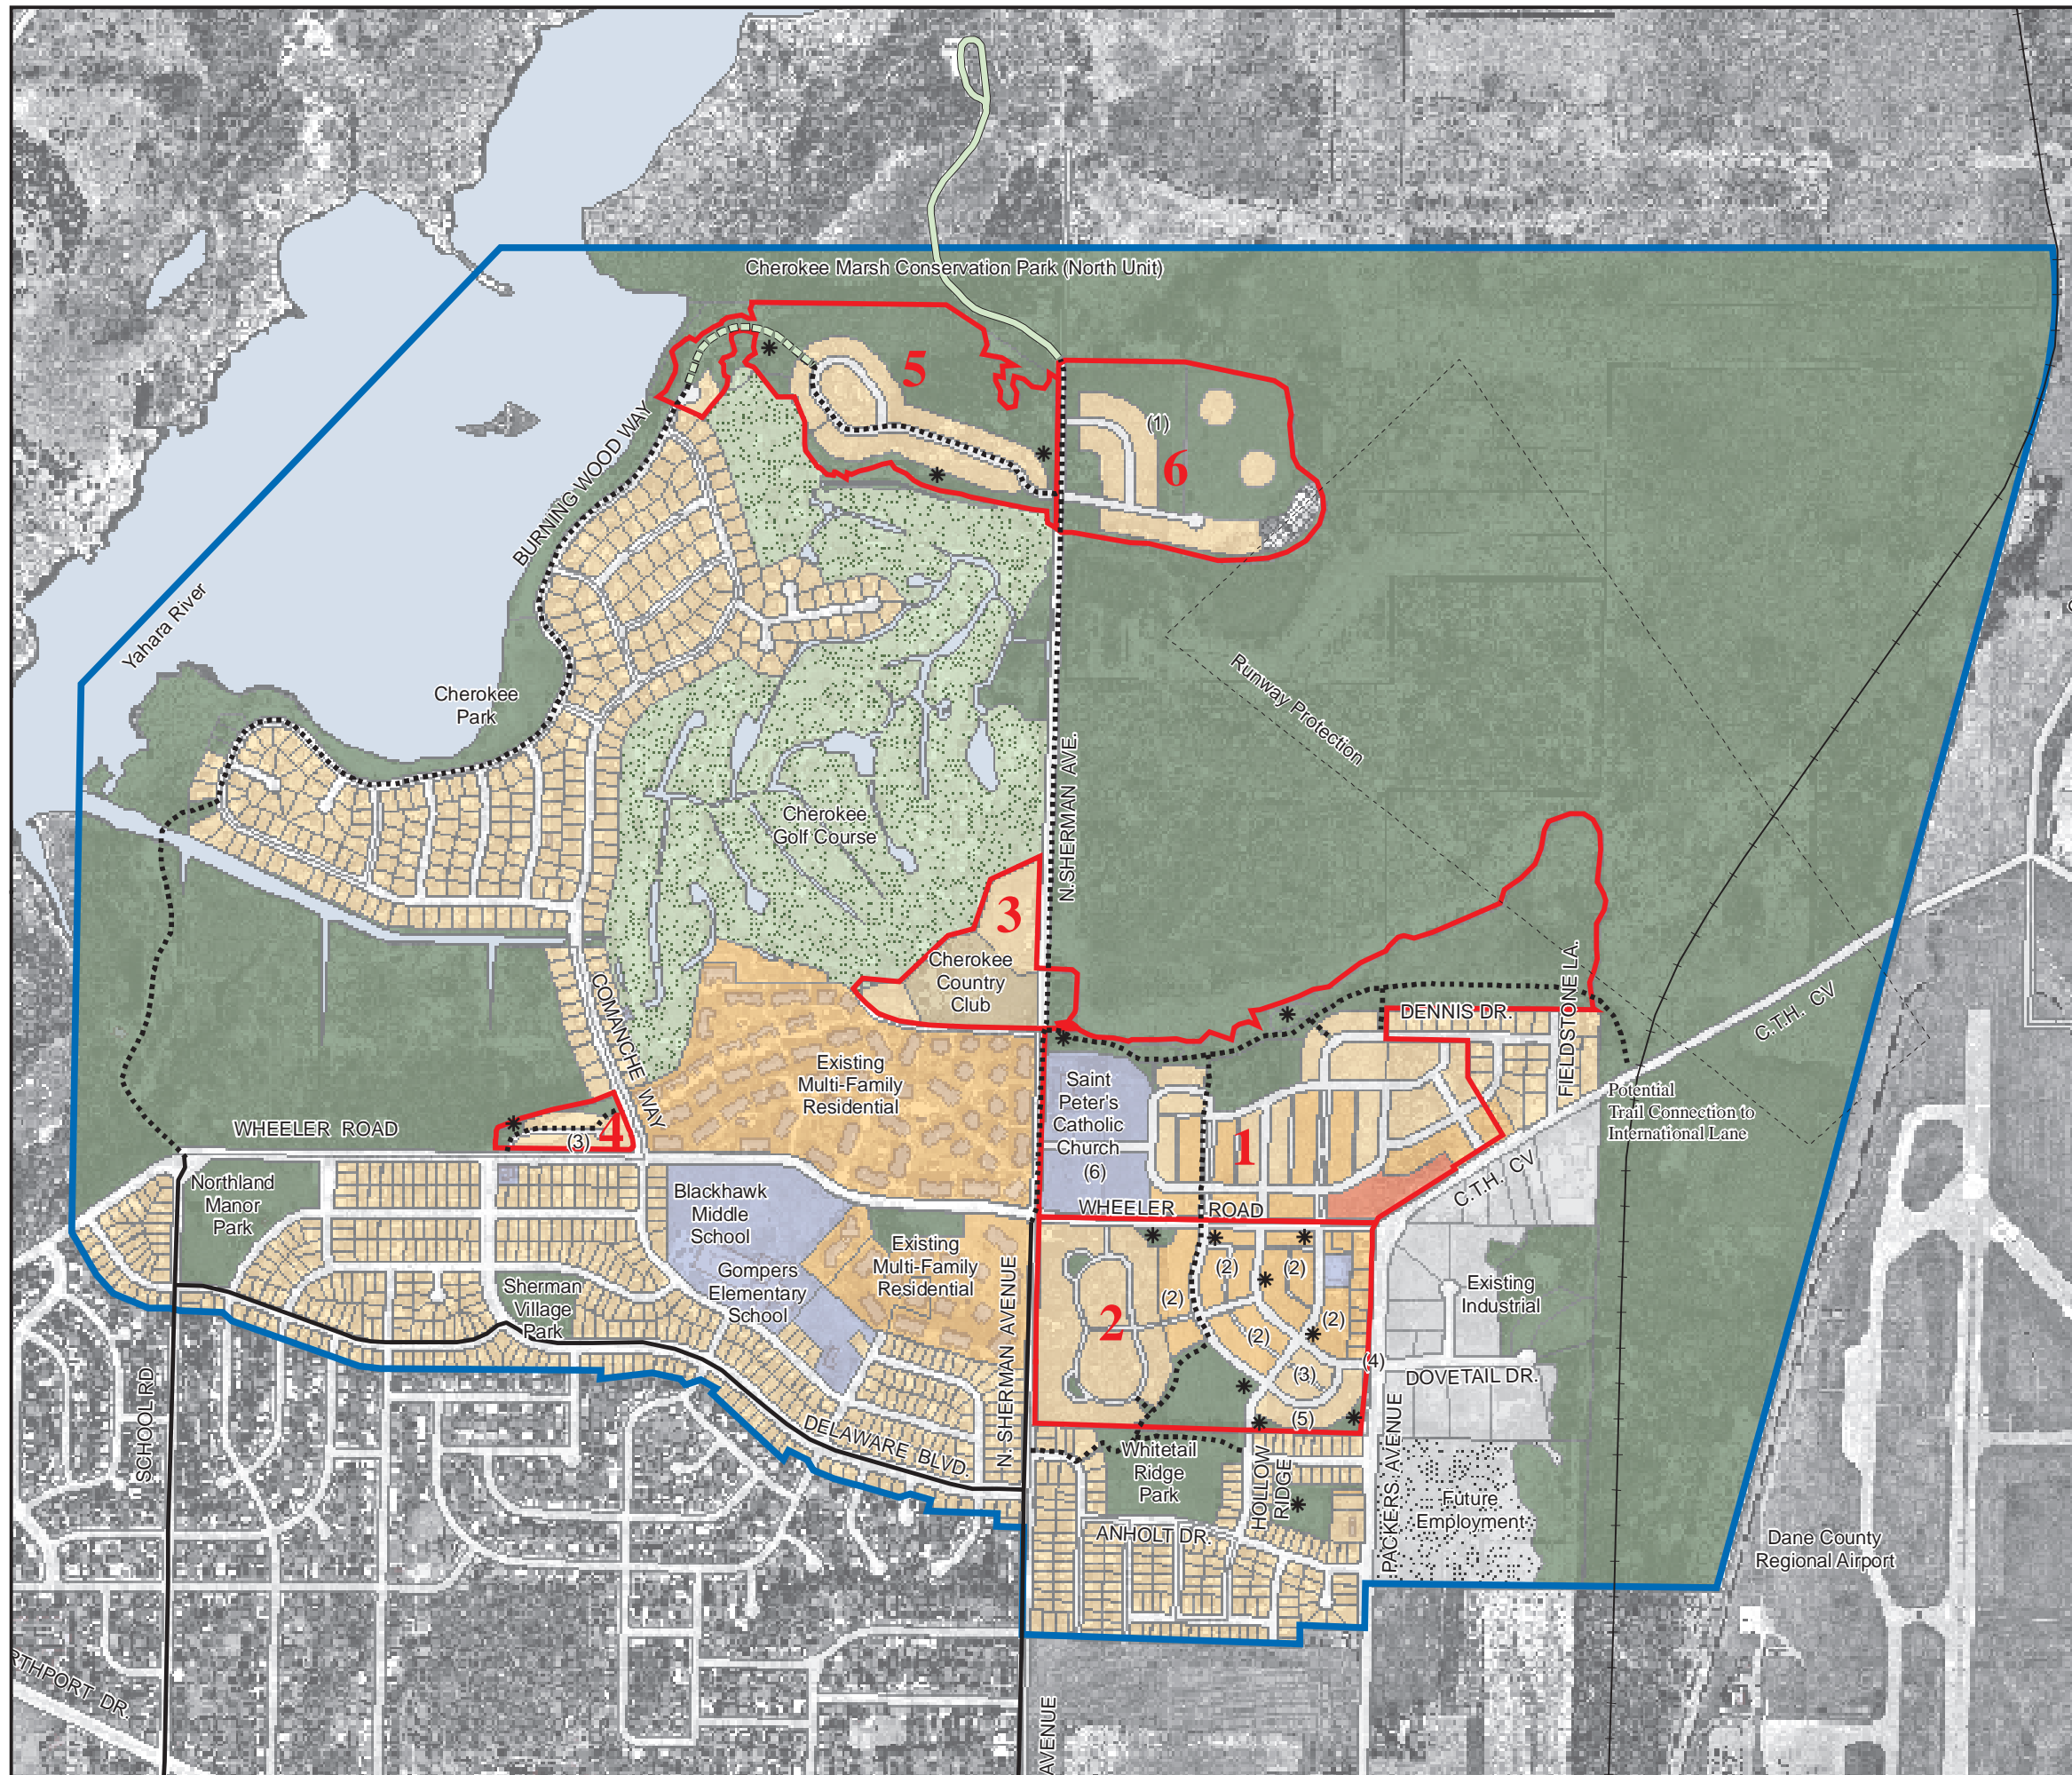 Cherokee Marsh Conservation Park (North Unit)
5
(1)
6
BURNING WOOD WAY
Yahara River
Cherokee
Park
Runway Protection
N.SHERMAN AVE.
Cherokee
Golf Course
3
Cherokee
Country
Club
COMANCHE WAY
DENNIS DR.
FIELDSTONE LA.
C.T.H. CV
Existing
Multi-Family
Residential
Saint
Peter's
Catholic
Church
(6)
Potential
Trail Connection to
International Lane
WHEELER ROAD
(3)
4
1
C.T.H. CV
Northland
Manor
Park
Blackhawk
Middle
School
WHEELER ROAD
Existing
Multi-Family
Residential
Gompers
Elementary
School
Sherman
Village
Park
(2)
(2)
(2)
(2)
(2)
2
Existing
Industrial
(3)
(4)
DOVETAIL DR.
(5)
SCHOOL RD
DELAWARE BLVD.
N. SHERMAN AVENUE
Whitetail
Ridge
Park
HOLLOW
RIDGE
PACKERS AVENUE
Future
Employment
ANHOLT DR.
Dane County
Regional Airport
RTHPORT DR.
AVENUE